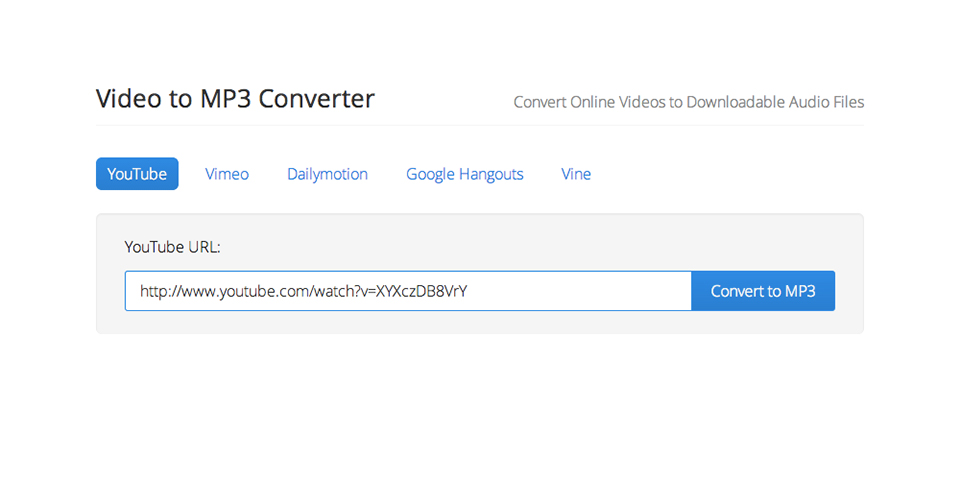 Video to MP3 Converter
Convert Online Videos to Downloadable Audio Files
YouTube Vimeo Dailymotion Google Hangouts Vine
YouTube URL:
http://www.youtube.com/watch?v=XYXczDB8VrY Convert to MP3